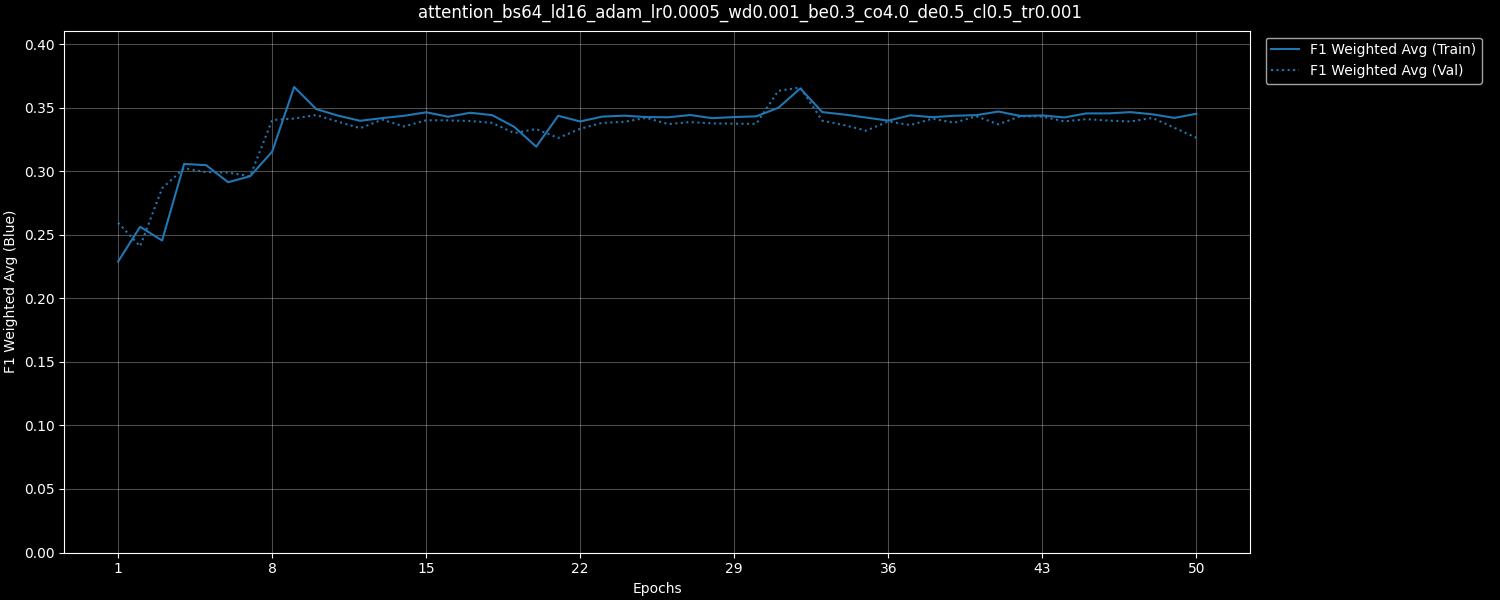 attention_bs64_ld16_adam_lr0.0005_wd0.001_be0.3_co4.0_de0.5_cl0.5_tr0.001
F1 Weighted Avg (Train)
F1 Weighted Avg (Val)
F1 Weighted Avg (Blue)
0.40
0.35
0.30
0.25
0.20
0.15
0.10
0.05
0.00
1 8 15 22 29 36 43 50
Epochs